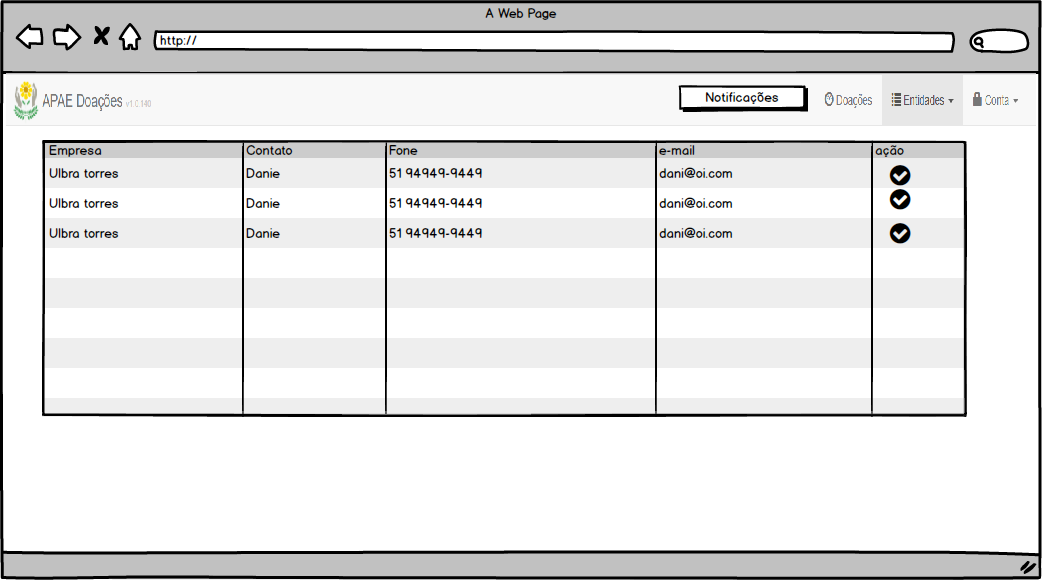 A Web Page
http://
APAE Doações v1.0.140 Notificações Doações Entidades Conta
Empresa Contato Fone e-mail ação
Ulbra torres Danie 51 94949-9449 dani@oi.com
Ulbra torres Danie 51 94949-9449 dani@oi.com
Ulbra torres Danie 51 94949-9449 dani@oi.com